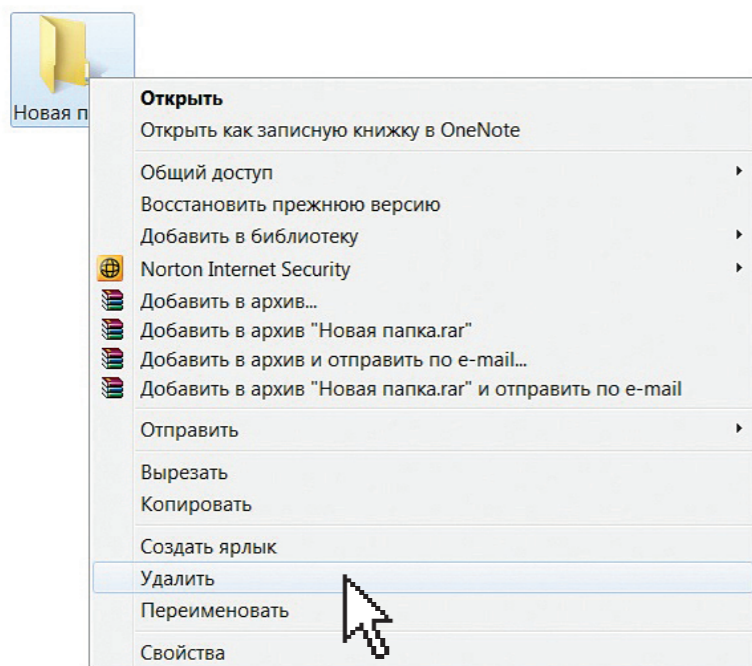 Новая п
Открыть
Открыть как записную книжку в OneNote
Общий доступ
Восстановить прежнюю версию
Добавить в библиотеку
Norton Internet Security
Добавить в архив...
Добавить в архив "Новая папка.rar"
Добавить в архив и отправить по e-mail...
Добавить в архив "Новая папка.rar" и отправить по e-mail
Отправить
Вырезать
Копировать
Создать ярлык
Удалить
Переименовать
Свойства